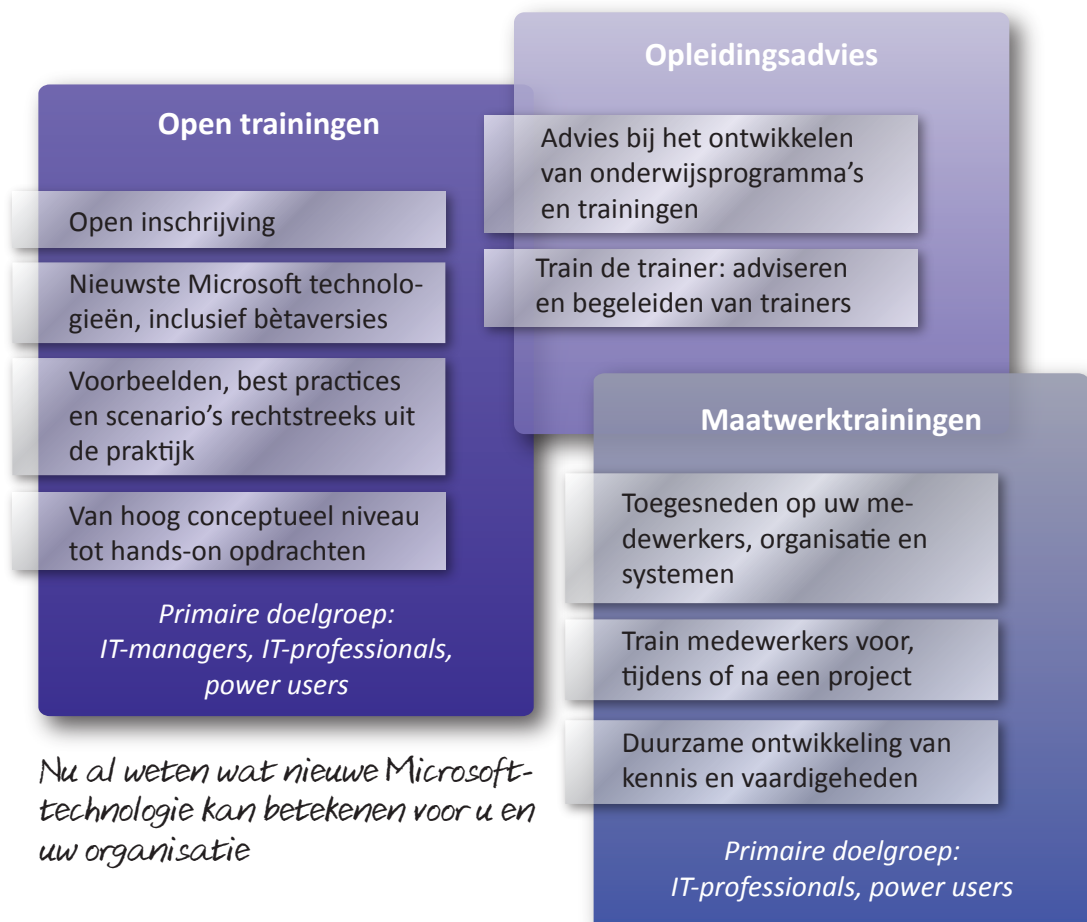 Open trainingen
Open inschrijving
Nieuwste Microsoft technolo-
gieën, inclusief bètaversies
Voorbeelden, best practices
en scenario's rechtstreeks uit
de praktijk
Van hoog conceptueel niveau
tot hands-on opdrachten
Primaire doelgroep:
IT-managers, IT-professionals,
power users
Nu al weten wat nieuwe Microsoft-
technologie kan betekenen voor u en
uw organisatie
Opleidingsadvies
Advies bij het ontwikkelen
van onderwijsprogramma's
en trainingen
Train de trainer: adviseren
en begeleiden van trainers
Maatwerktrainingen
Toegesneden op uw me-
dewerkers, organisatie en
systemen
Train medewerkers voor,
tijdens of na een project
Duurzame ontwikkeling van
kennis en vaardigeheden
Primaire doelgroep:
IT-professionals, power users